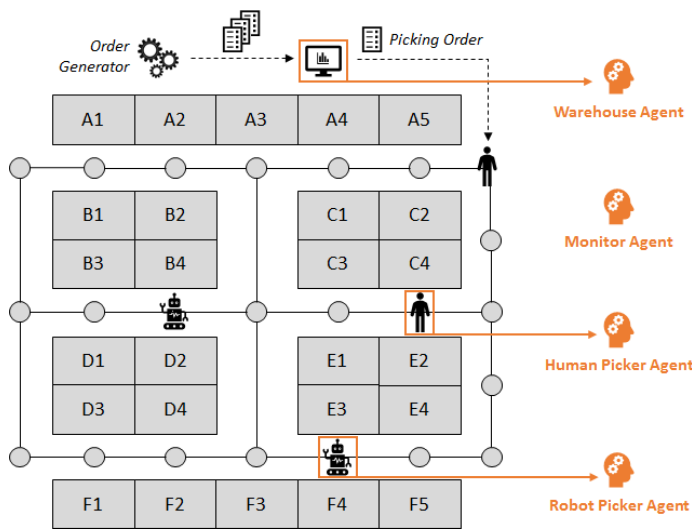 Order
Generator
Picking Order
Warehouse Agent
A1 A2 A3 A4 A5
B1 B2 C1 C2
Monitor Agent
B3 B4 C3 C4
D1 D2 E1 E2
Human Picker Agent
D3 D4 E3 E4
F1 F2 F3 F4 F5
Robot Picker Agent